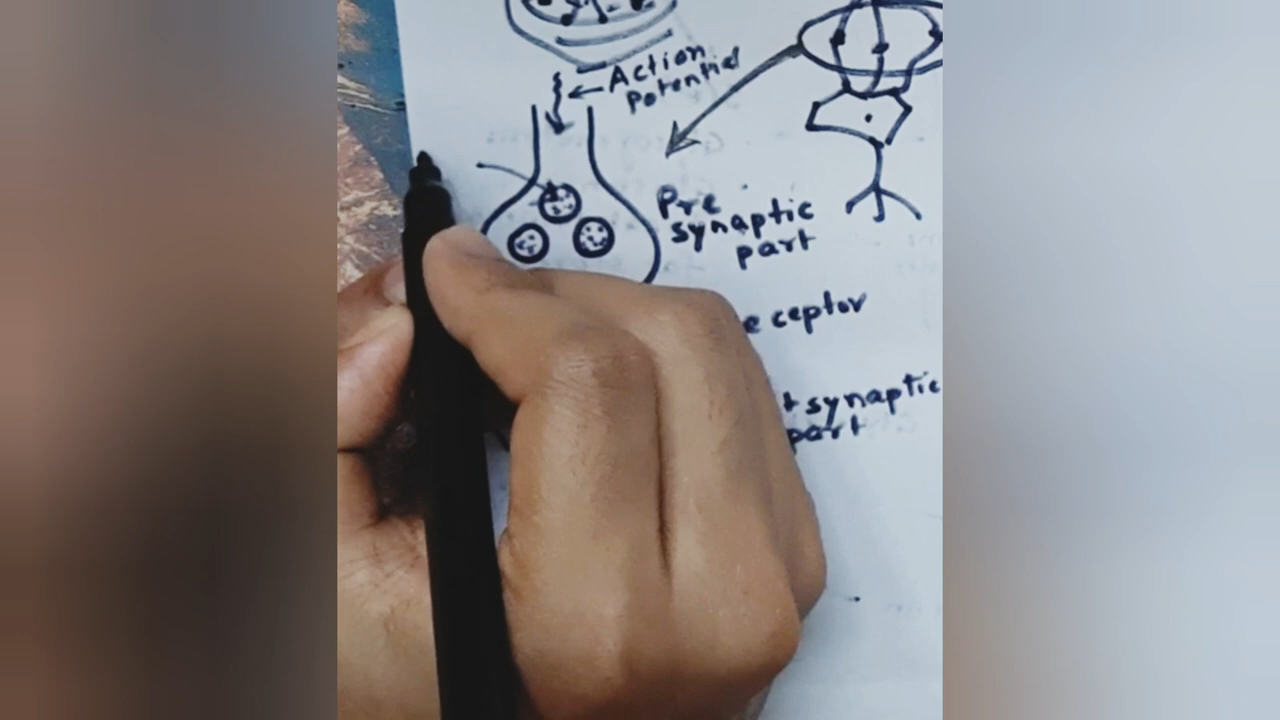 Action
potential
Pre
synaptic
part
ceptor
synaptic
part